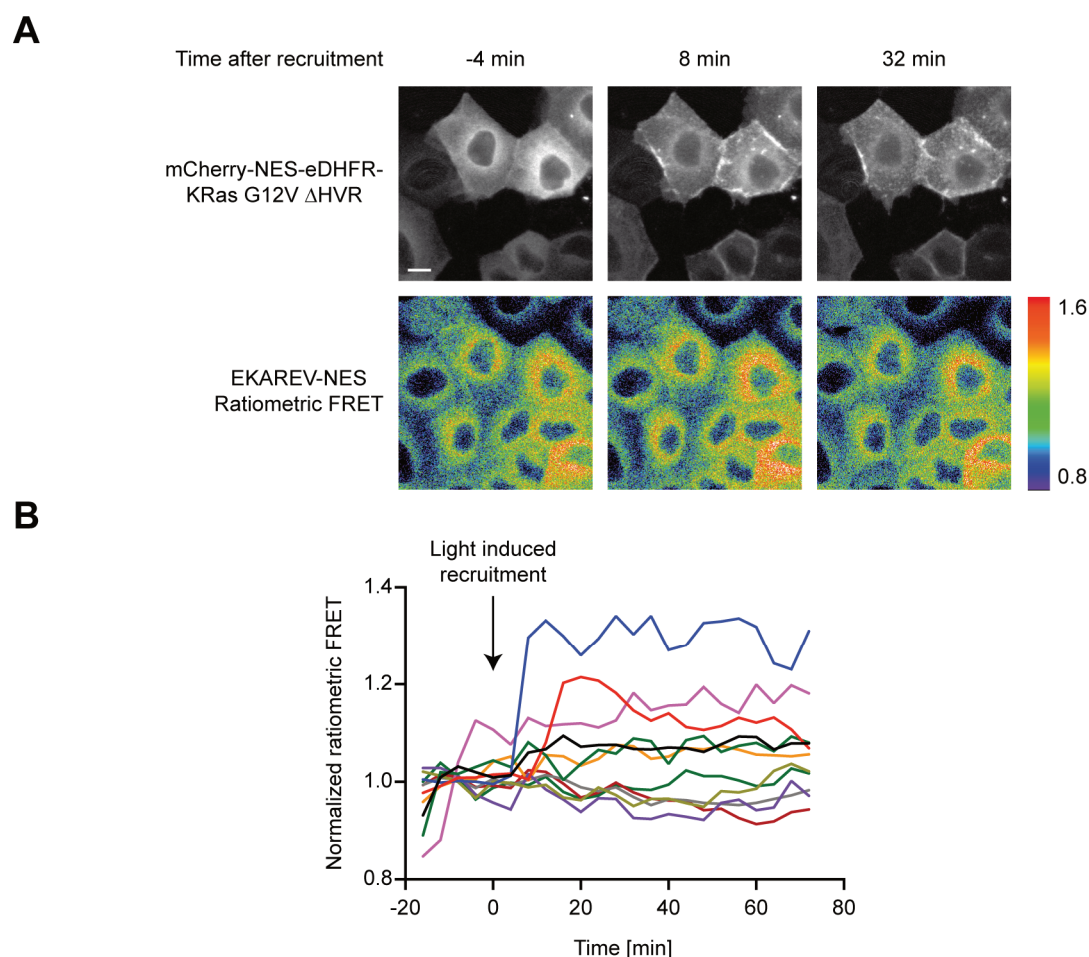 A
Time after recruitment
-4 min
8 min
32 min
mCherry-NES-eDHFR-
KRas G12V ΔHVR
EKAREV-NES
Ratiometric FRET
1.6
0.8
B
Light induced
recruitment
Normalized ratiometric FRET
1.4
1.2
1.0
0.8
-20
0
20
40
60
80
Time [min]